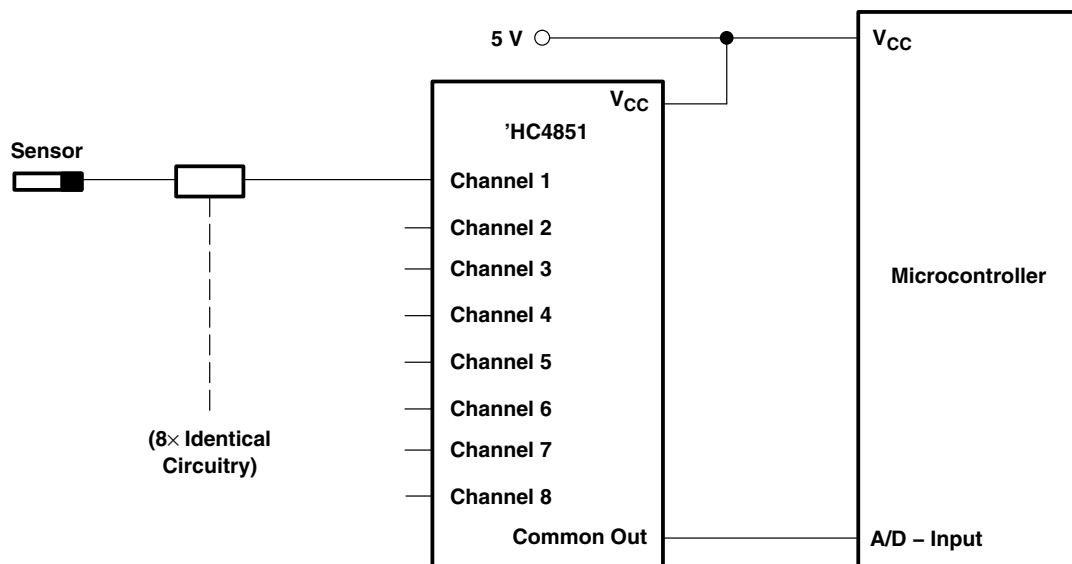 5 V
VCC
VCC
'HC4851
Sensor
Channel 1
Channel 2
Channel 3
Channel 4
Channel 5
Channel 6
Channel 7
Channel 8
Common Out
Microcontroller
A/D – Input
(8× Identical
Circuitry)